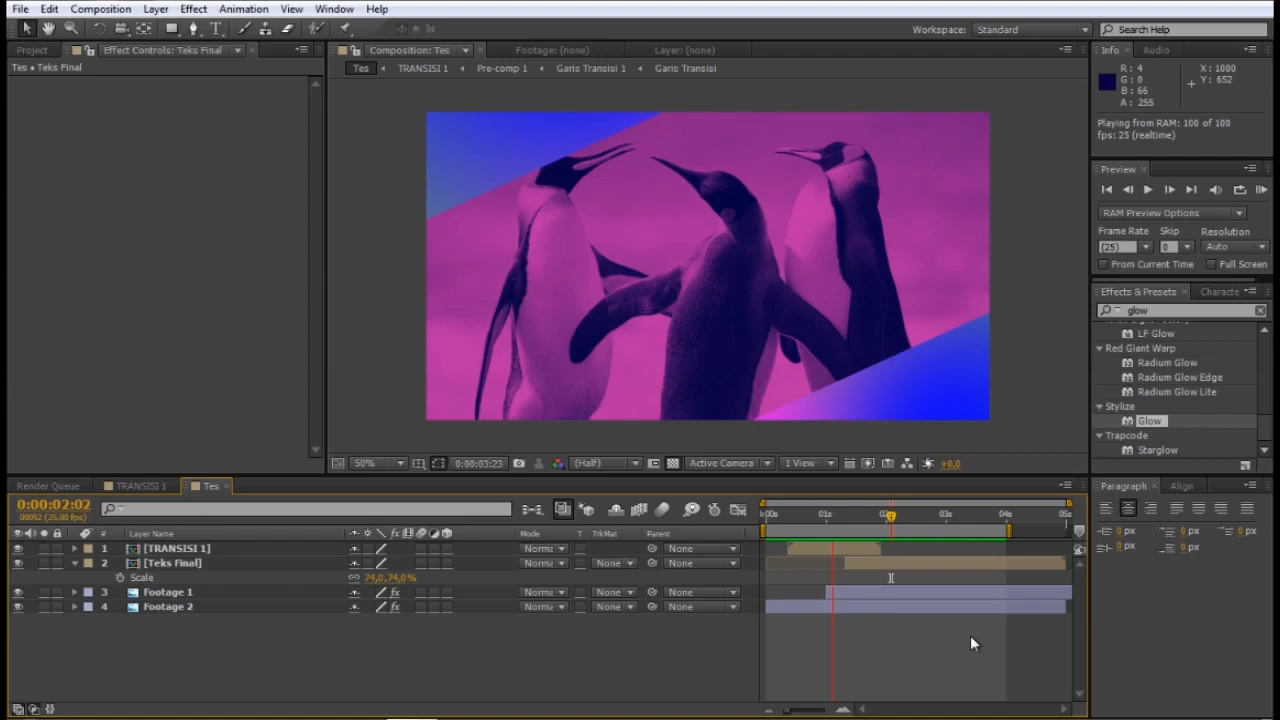 File Edit Composition Layer Effect Animation View Window Help
Workspace: Standard Search Help
Project Effect Controls: Teks Final Composition: Tes Footage: (none) Layer: (none) Info Audio
Tes • Teks Final
Tes TRANSISI 1 Pre-comp 1 Garis Transisi 1 Garis Transisi
R: 4 X: 1000
G: 0 Y: 652
B: 66
A: 255
Playing from RAM: 100 of 100
fps: 25 (realtime)
Preview
RAM Preview Options
Frame Rate Skip Resolution
(25) 0 Auto
From Current Time Full Screen
Effects & Presets Characte
glow
LF Glow
Red Giant Warp
Radium Glow
Radium Glow Edge
Radium Glow Lite
Stylize
Glow
Trapcode
Starglow
50% 0:00:03:23 (Half) Active Camera 1 View +0,0
Render Queue TRANSISI 1 Tes Paragraph Align
0:00:02:02
00052 (25.00 fps)
01s 03s 04s 05s
# Layer Name fx Mode T TrkMat Parent
1 [TRANSISI 1] Norma None
2 [Teks Final] Norma None None
Scale 74,0,74,0%
3 Footage 1 fx Norma None None
4 Footage 2 fx Norma None None
0 px 0 px 0 px
0 px 0 px